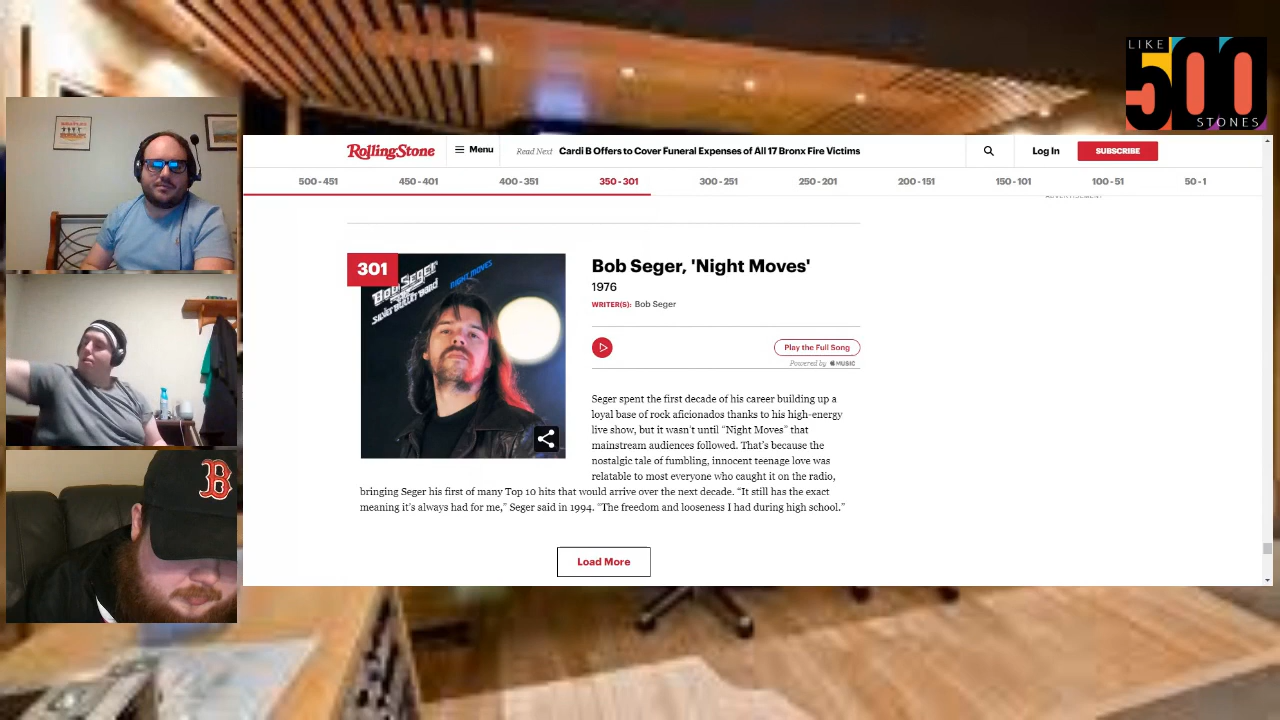 LIKE
500
STONES
RollingStone
Menu
Read Next Cardi B Offers to Cover Funeral Expenses of All 17 Bronx Fire Victims
Log In
SUBSCRIBE
500 - 451
450 - 401
400 - 351
350 - 301
300 - 251
250 - 201
200 - 151
150 - 101
100 - 51
50 - 1
ADVERTISEMENT
301
Bob Seger
Silver Bullet Band
Night Moves
Bob Seger, 'Night Moves'
1976
WRITER(S): Bob Seger
Play the Full Song
Powered by MUSIC
Seger spent the first decade of his career building up a
loyal base of rock aficionados thanks to his high-energy
live show, but it wasn't until “Night Moves” that
mainstream audiences followed. That's because the
nostalgic tale of fumbling, innocent teenage love was
relatable to most everyone who caught it on the radio,
bringing Seger his first of many Top 10 hits that would arrive over the next decade. “It still has the exact
meaning it's always had for me,” Seger said in 1994. “The freedom and looseness I had during high school.”
Load More
B